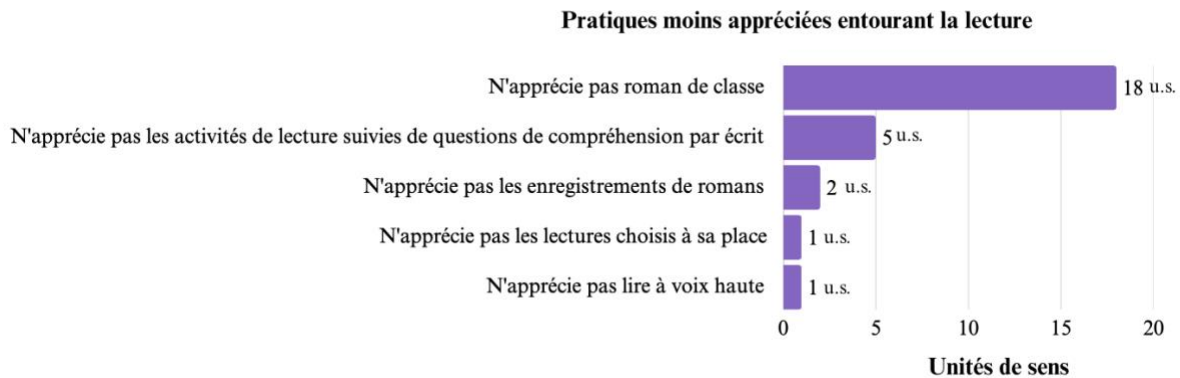 Pratiques moins appréciées entourant la lecture
N'apprécie pas roman de classe
18 u.s.
N'apprécie pas les activités de lecture suivies de questions de compréhension par écrit
5 u.s.
N'apprécie pas les enregistrements de romans
2 u.s.
N'apprécie pas les lectures choisis à sa place
1 u.s.
N'apprécie pas lire à voix haute
1 u.s.
0 5 10 15 20
Unités de sens